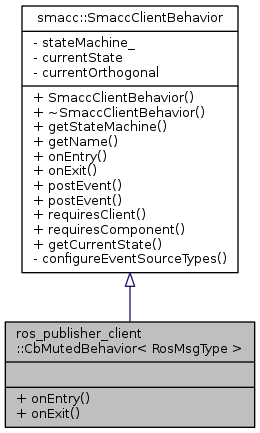 smacc::SmaccClientBehavior
- stateMachine_
- currentState
- currentOrthogonal
+ SmaccClientBehavior()
+ ~SmaccClientBehavior()
+ getStateMachine()
+ getName()
+ onEntry()
+ onExit()
+ postEvent()
+ postEvent()
+ requiresClient()
+ requiresComponent()
+ getCurrentState()
- configureEventSourceTypes()
ros_publisher_client
::CbMutedBehavior< RosMsgType >
+ onEntry()
+ onExit()